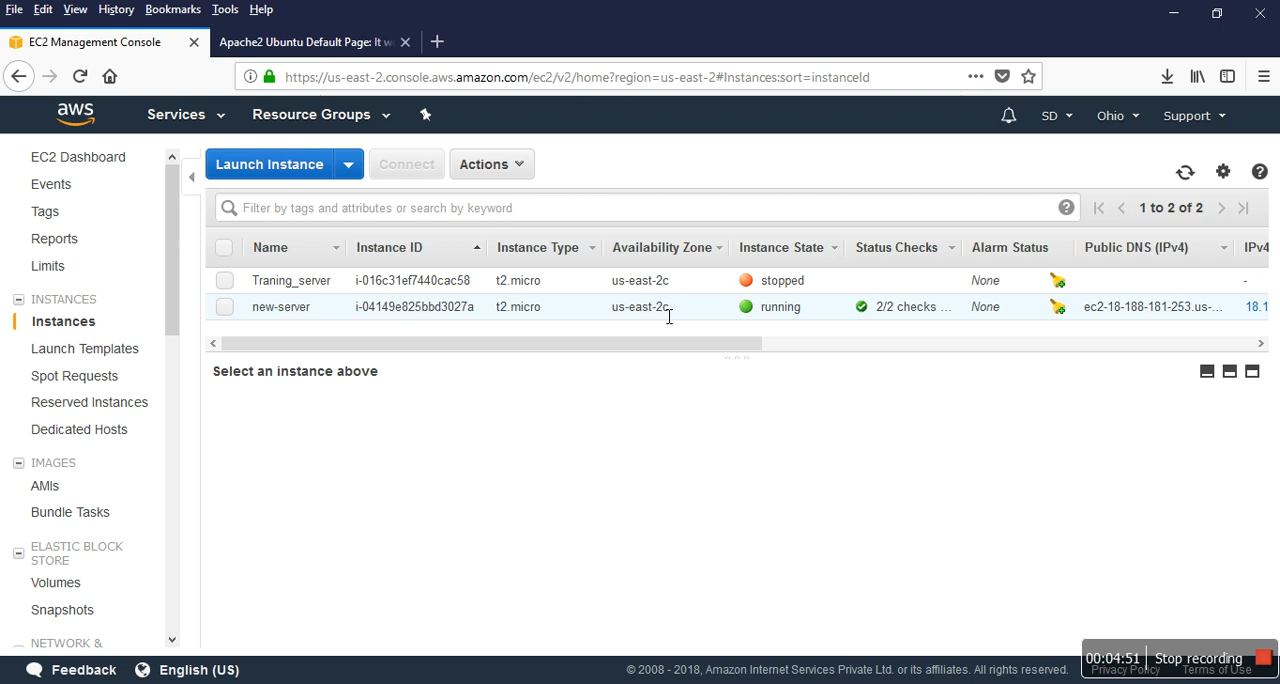 File Edit View History Bookmarks Tools Help
EC2 Management Console
Apache2 Ubuntu Default Page: It w
https://us-east-2.console.aws.amazon.com/ec2/v2/home?region=us-east-2#Instances:sort=instanceId
aws
Services
Resource Groups
SD
Ohio
Support
EC2 Dashboard
Events
Tags
Reports
Limits
INSTANCES
Instances
Launch Templates
Spot Requests
Reserved Instances
Dedicated Hosts
IMAGES
AMIs
Bundle Tasks
ELASTIC BLOCK
STORE
Volumes
Snapshots
NETWORK &
Launch Instance
Connect
Actions
Filter by tags and attributes or search by keyword
1 to 2 of 2
Name Instance ID Instance Type Availability Zone Instance State Status Checks Alarm Status Public DNS (IPv4) IPv4
Traning_server i-016c31ef7440cac58 t2.micro us-east-2c stopped None -
new-server i-04149e825bbd3027a t2.micro us-east-2c running 2/2 checks ... None ec2-18-188-181-253.us-... 18.1
Select an instance above
Feedback
English (US)
© 2008 - 2018, Amazon Internet Services Private Ltd. or its affiliates. All rights reserved.
Privacy Policy Terms of Use
00:04:51 Stop recording